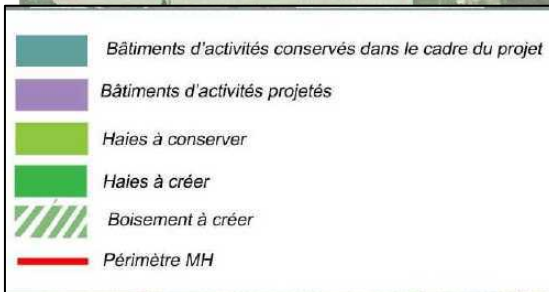 Bâtiments d'activités conservés dans le cadre du projet
Bâtiments d'activités projetés
Haies à conserver
Haies à créer
Boisement à créer
Périmètre MH